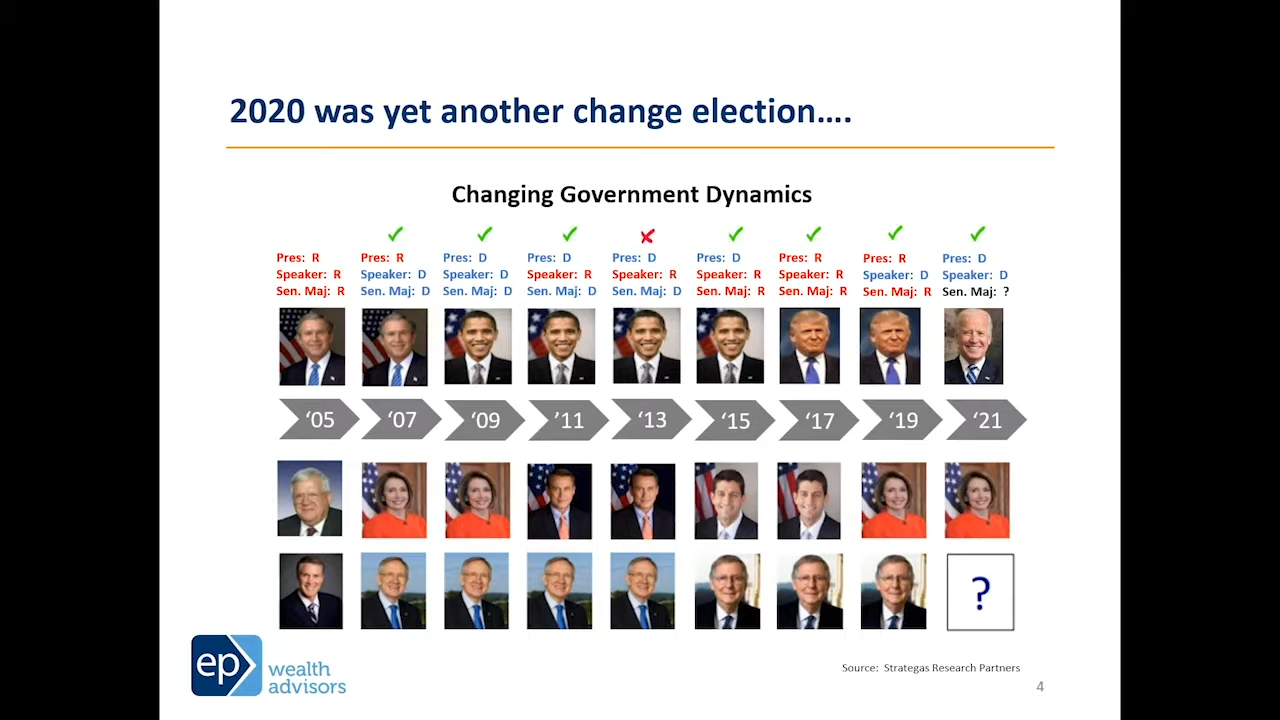 2020 was yet another change election....
Changing Government Dynamics
Pres: R
Speaker: R
Sen. Maj: R
Pres: R
Speaker: D
Sen. Maj: D
Pres: D
Speaker: D
Sen. Maj: D
Pres: D
Speaker: R
Sen. Maj: D
Pres: D
Speaker: R
Sen. Maj: D
Pres: D
Speaker: R
Sen. Maj: R
Pres: R
Speaker: R
Sen. Maj: R
Pres: R
Speaker: D
Sen. Maj: R
Pres: D
Speaker: D
Sen. Maj: ?
‘05
‘07
‘09
’11
‘13
‘15
‘17
‘19
‘21
?
ep wealth
advisors
Source: Strategas Research Partners
4